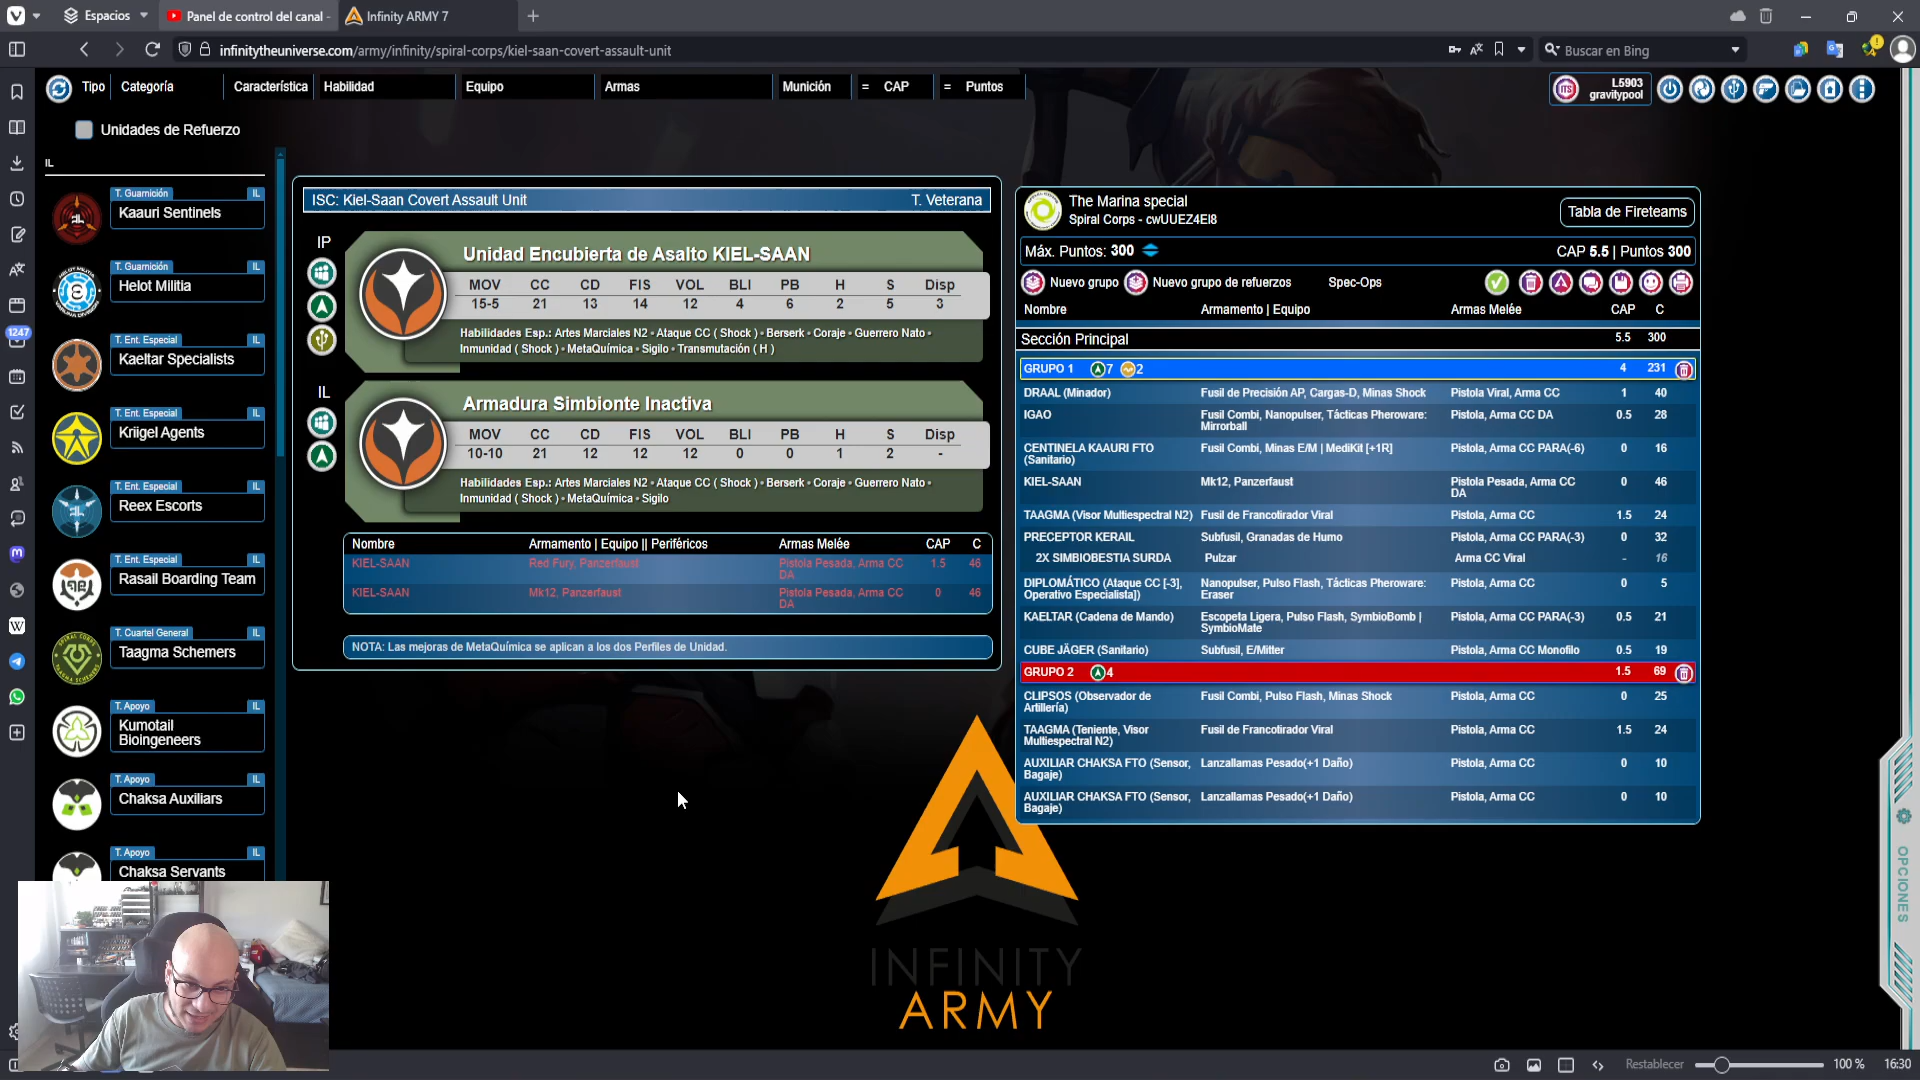 Espacios
Panel de control del canal -
Infinity ARMY 7
infinitytheuniverse.com/army/infinity/spiral-corps/kiel-saan-covert-assault-unit
Buscar en Bing
Tipo Categoría Característica Habilidad Equipo Armas Munición = CAP = Puntos
ITS L5903
gravitypool
Unidades de Refuerzo
IL
T. Guarnición IL
Kaauri Sentinels
T. Guarnición IL
Helot Militia
T. Ent. Especial IL
Kaeltar Specialists
T. Ent. Especial IL
Kriigel Agents
T. Ent. Especial IL
Reex Escorts
T. Ent. Especial IL
Rasail Boarding Team
T. Cuartel General IL
Taagma Schemers
T. Apoyo IL
Kumotail
Bioingeneers
T. Apoyo IL
Chaksa Auxiliars
T. Apoyo IL
Chaksa Servants
1247
ISC: Kiel-Saan Covert Assault Unit T. Veterana
IP
Unidad Encubierta de Asalto KIEL-SAAN
MOV CC CD FIS VOL BLI PB H S Disp
15-5 21 13 14 12 4 6 2 5 3
Habilidades Esp.: Artes Marciales N2 • Ataque CC ( Shock ) • Berserk • Coraje • Guerrero Nato •
Inmunidad ( Shock ) • MetaQuímica • Sigilo • Transmutación ( H )
IL
Armadura Simbionte Inactiva
MOV CC CD FIS VOL BLI PB H S Disp
10-10 21 12 12 12 0 0 1 2 -
Habilidades Esp.: Artes Marciales N2 • Ataque CC ( Shock ) • Berserk • Coraje • Guerrero Nato •
Inmunidad ( Shock ) • MetaQuímica • Sigilo
Nombre Armamento | Equipo || Periféricos Armas Melée CAP C
KIEL-SAAN Red Fury, Panzerfaust Pistola Pesada, Arma CC DA 1.5 46
KIEL-SAAN Mk12, Panzerfaust Pistola Pesada, Arma CC DA 0 46
NOTA: Las mejoras de MetaQuímica se aplican a los dos Perfiles de Unidad.
The Marina special
Spiral Corps - cwUUEZ4EI8
Tabla de Fireteams
Máx. Puntos: 300 CAP 5.5 | Puntos 300
Nuevo grupo Nuevo grupo de refuerzos Spec-Ops
Nombre Armamento | Equipo Armas Melée CAP C
Sección Principal 5.5 300
GRUPO 1 7 2 4 231
DRAAL (Minador) Fusil de Precisión AP, Cargas-D, Minas Shock Pistola Viral, Arma CC 1 40
IGAO Fusil Combi, Nanopulser, Tácticas Pheroware: Mirrorball Pistola, Arma CC DA 0.5 28
CENTINELA KAAURI FTO (Sanitario) Fusil Combi, Minas E/M | MediKit [+1R] Pistola, Arma CC PARA(-6) 0 16
KIEL-SAAN Mk12, Panzerfaust Pistola Pesada, Arma CC DA 0 46
TAAGMA (Visor Multiespectral N2) Fusil de Francotirador Viral Pistola, Arma CC 1.5 24
PRECEPTOR KERAIL Subfusil, Granadas de Humo Pistola, Arma CC PARA(-3) 0 32
2X SIMBIOBESTIA SURDA Pulzar Arma CC Viral - 16
DIPLOMÁTICO (Ataque CC [-3], Operativo Especialista]) Nanopulser, Pulso Flash, Tácticas Pheroware: Eraser Pistola, Arma CC 0 5
KAELTAR (Cadena de Mando) Escopeta Ligera, Pulso Flash, SymbioBomb | SymbioMate Pistola, Arma CC PARA(-3) 0.5 21
CUBE JÄGER (Sanitario) Subfusil, E/Mitter Pistola, Arma CC Monofilo 0.5 19
GRUPO 2 4 1.5 69
CLIPSOS (Observador de Artillería) Fusil Combi, Pulso Flash, Minas Shock Pistola, Arma CC 0 25
TAAGMA (Teniente, Visor Multiespectral N2) Fusil de Francotirador Viral Pistola, Arma CC 1.5 24
AUXILIAR CHAKSA FTO (Sensor, Bagaje) Lanzallamas Pesado(+1 Daño) Pistola, Arma CC 0 10
AUXILIAR CHAKSA FTO (Sensor, Bagaje) Lanzallamas Pesado(+1 Daño) Pistola, Arma CC 0 10
INFINITY
ARMY
OPCIONES
Restablecer 100 % 16:30